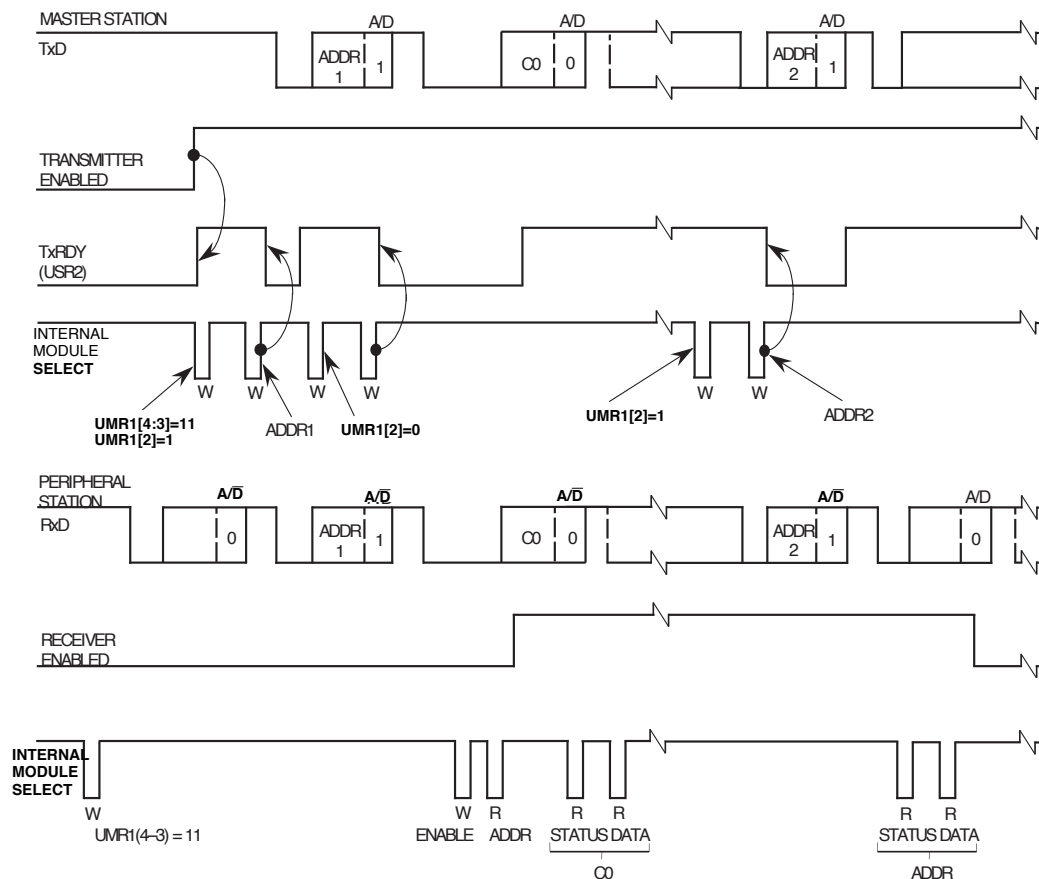 MASTER STATION
A/D A/D A/D
TxD
ADDR
1 1 C0 0 ADDR
2 1
TRANSMITTER
ENABLED
TxRDY
(USR2)
INTERNAL
MODULE
SELECT
W W W W W W
UMR1[4:3]=11
UMR1[2]=1
ADDR1
UMR1[2]=0
UMR1[2]=1
ADDR2
PERIPHERAL
STATION
A/D̅ A/D̅ A/D̅ A/D̅ A/D
RxD
0 ADDR
1 1 C0 0 ADDR
2 1 0
RECEIVER
ENABLED
INTERNAL
MODULE
SELECT
W W R R R R R
UMR1(4–3) = 11 ENABLE ADDR STATUS DATA STATUS DATA
C0 ADDR